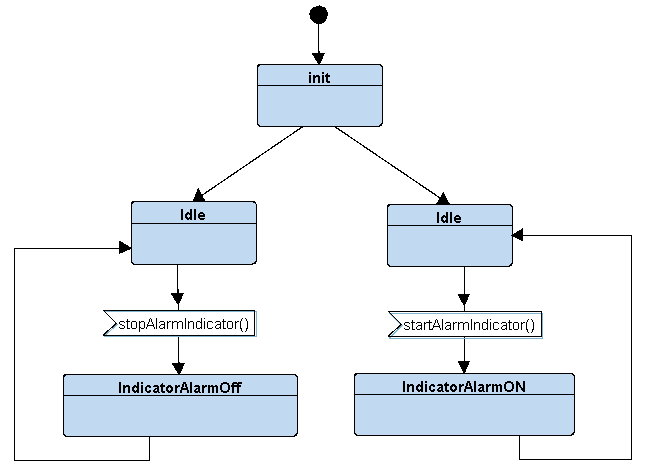 init
Idle
Idle
stopAlarmIndicator()
startAlarmIndicator()
IndicatorAlarmOff
IndicatorAlarmON